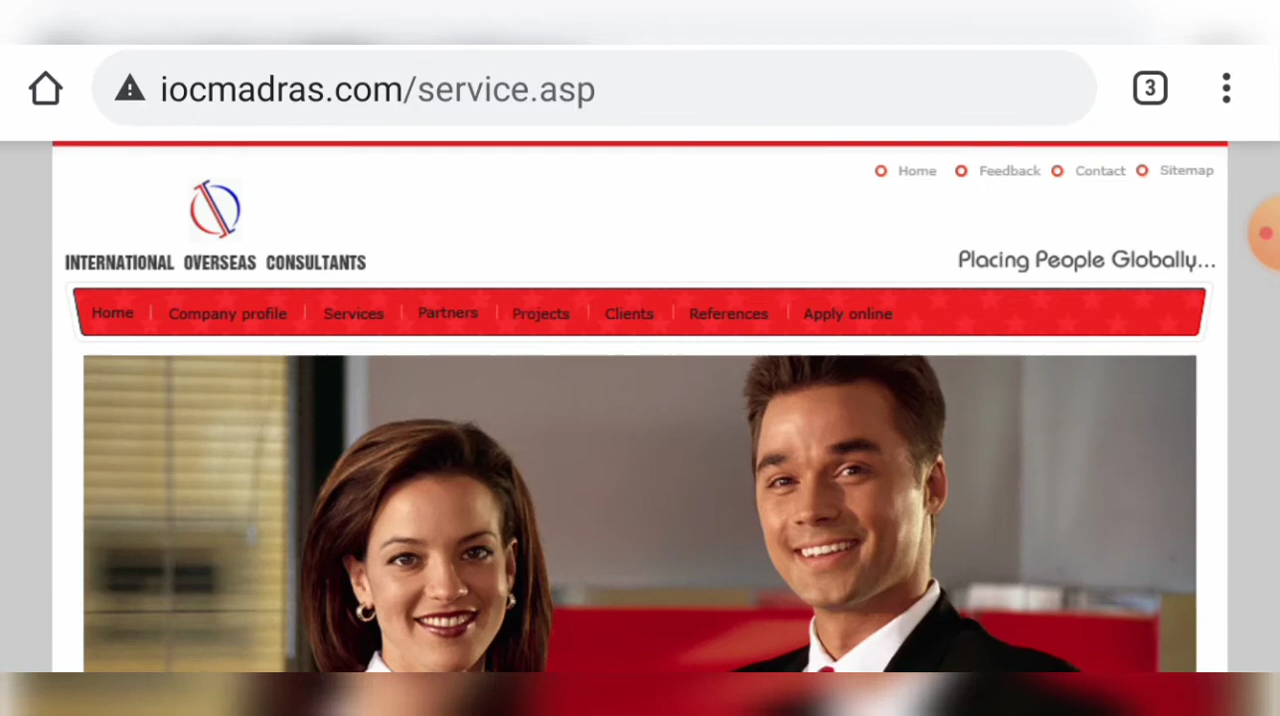 iocmadras.com/service.asp
3
Home Feedback Contact Sitemap
INTERNATIONAL OVERSEAS CONSULTANTS
Placing People Globally...
Home Company profile Services Partners Projects Clients References Apply online